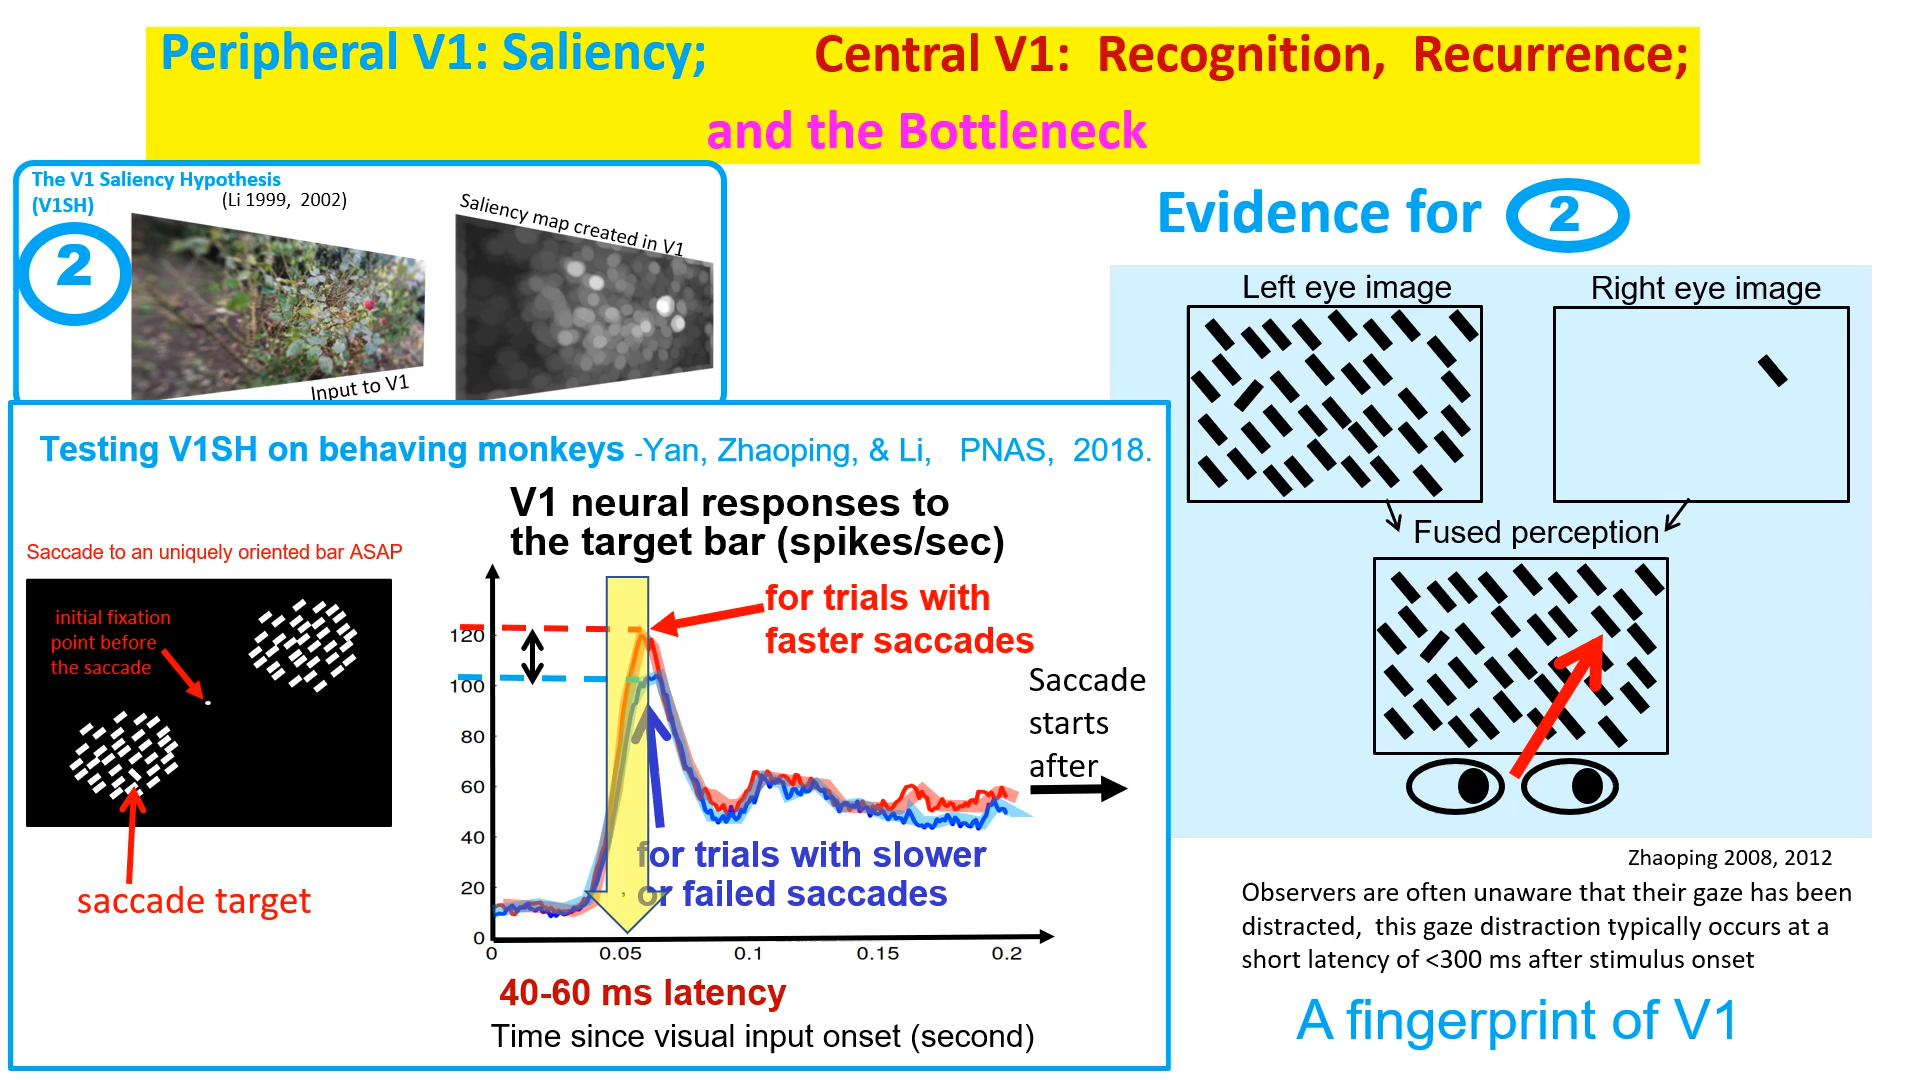 Peripheral V1: Saliency; Central V1: Recognition, Recurrence;
and the Bottleneck
The V1 Saliency Hypothesis
(V1SH)
(Li 1999, 2002)
2
Saliency map created in V1
Input to V1
Evidence for 2
Left eye image
Right eye image
Fused perception
Zhaoping 2008, 2012
Observers are often unaware that their gaze has been
distracted, this gaze distraction typically occurs at a
short latency of <300 ms after stimulus onset
A fingerprint of V1
Testing V1SH on behaving monkeys -Yan, Zhaoping, & Li, PNAS, 2018.
Saccade to an uniquely oriented bar ASAP
initial fixation
point before
the saccade
saccade target
V1 neural responses to
the target bar (spikes/sec)
for trials with
faster saccades
Saccade
starts
after
for trials with slower
or failed saccades
120
100
80
60
40
20
0
0 0.05 0.1 0.15 0.2
40-60 ms latency
Time since visual input onset (second)